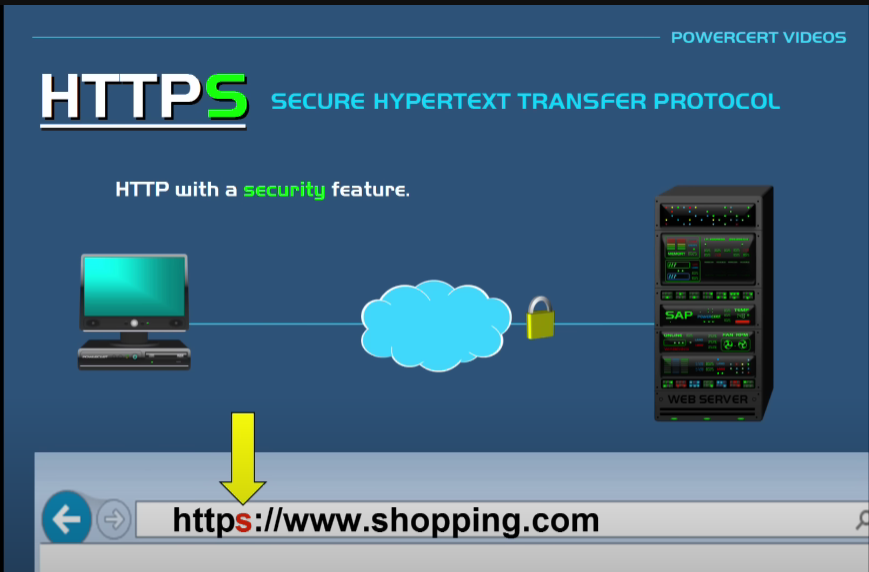 POWERCERT VIDEOS
HTTPS SECURE HYPERTEXT TRANSFER PROTOCOL
HTTP with a security feature.
SAP
WEB SERVER
https://www.shopping.com